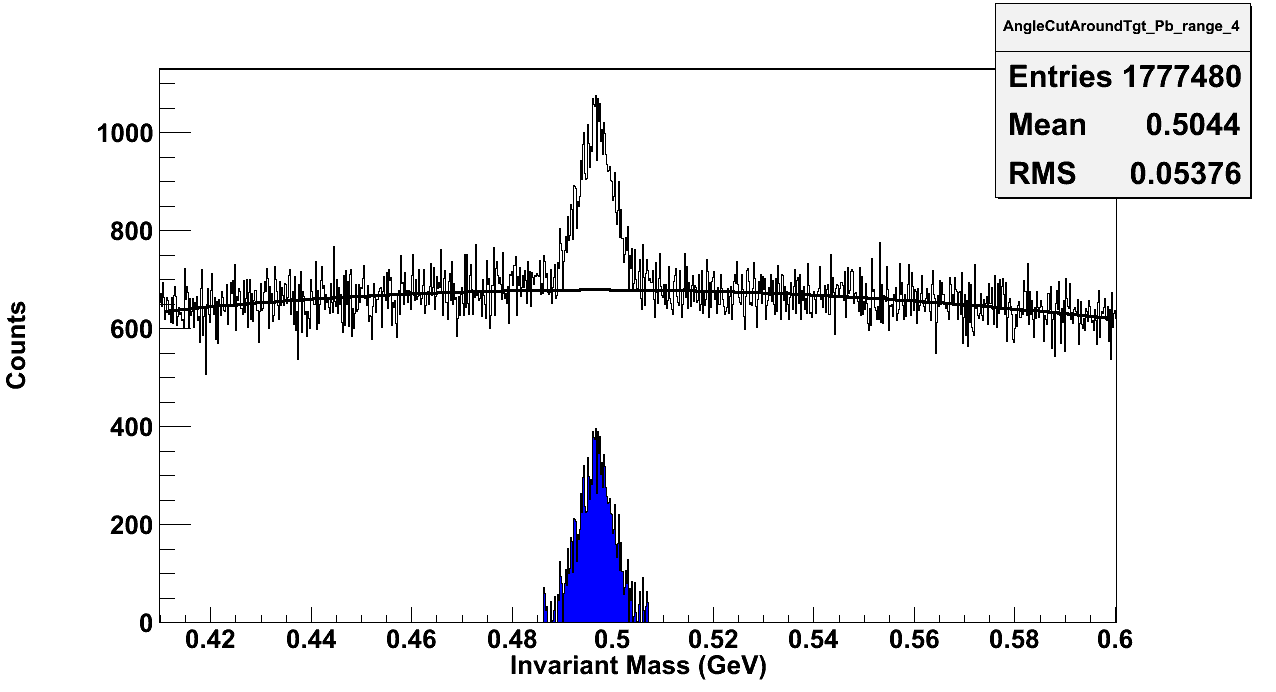 AngleCutAroundTgt_Pb_range_4
Entries 1777480
Mean 0.5044
RMS 0.05376
1000
800
600
400
200
0
Counts
0.42 0.44 0.46 0.48 0.5 0.52 0.54 0.56 0.58 0.6
Invariant Mass (GeV)